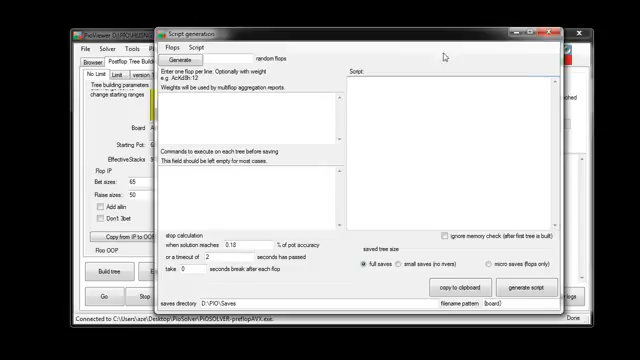 PioViewer D:\PIO\
Script generation
File Solver Tools
Flops Script
Browser Postflop Tree Building
Generate random flops
No Limit Limit version
Enter one flop per line. Optionally with weight
Script:
e.g. AcKd8h:12
Weights will be used by multiflop aggregation reports.
Tree building parameters
change starting ranges
Board
Starting Pot:
EffectiveStacks
Commands to execute on each tree before saving
This field should be left empty for most cases.
Flop IP
Bet sizes: 65
Raise sizes: 50
Add allin
Don't 3bet
Copy from IP to OOP
Flop OOP
stop calculation
ignore memory check (after first tree is built)
when solution reaches 0.18 % of pot accuracy
saved tree size
or a timeout of 2 seconds has passed
full saves small saves (no rivers) micro saves (flops only)
take 0 seconds break after each flop
Build tree
copy to clipboard generate script
Go Stop
logs
saves directory D:\PIO\Saves filename pattern {board}
Connected to C:\Users\aze\Desktop\PioSolver\PiOSOLVER-preflopAVX.exe.
Done